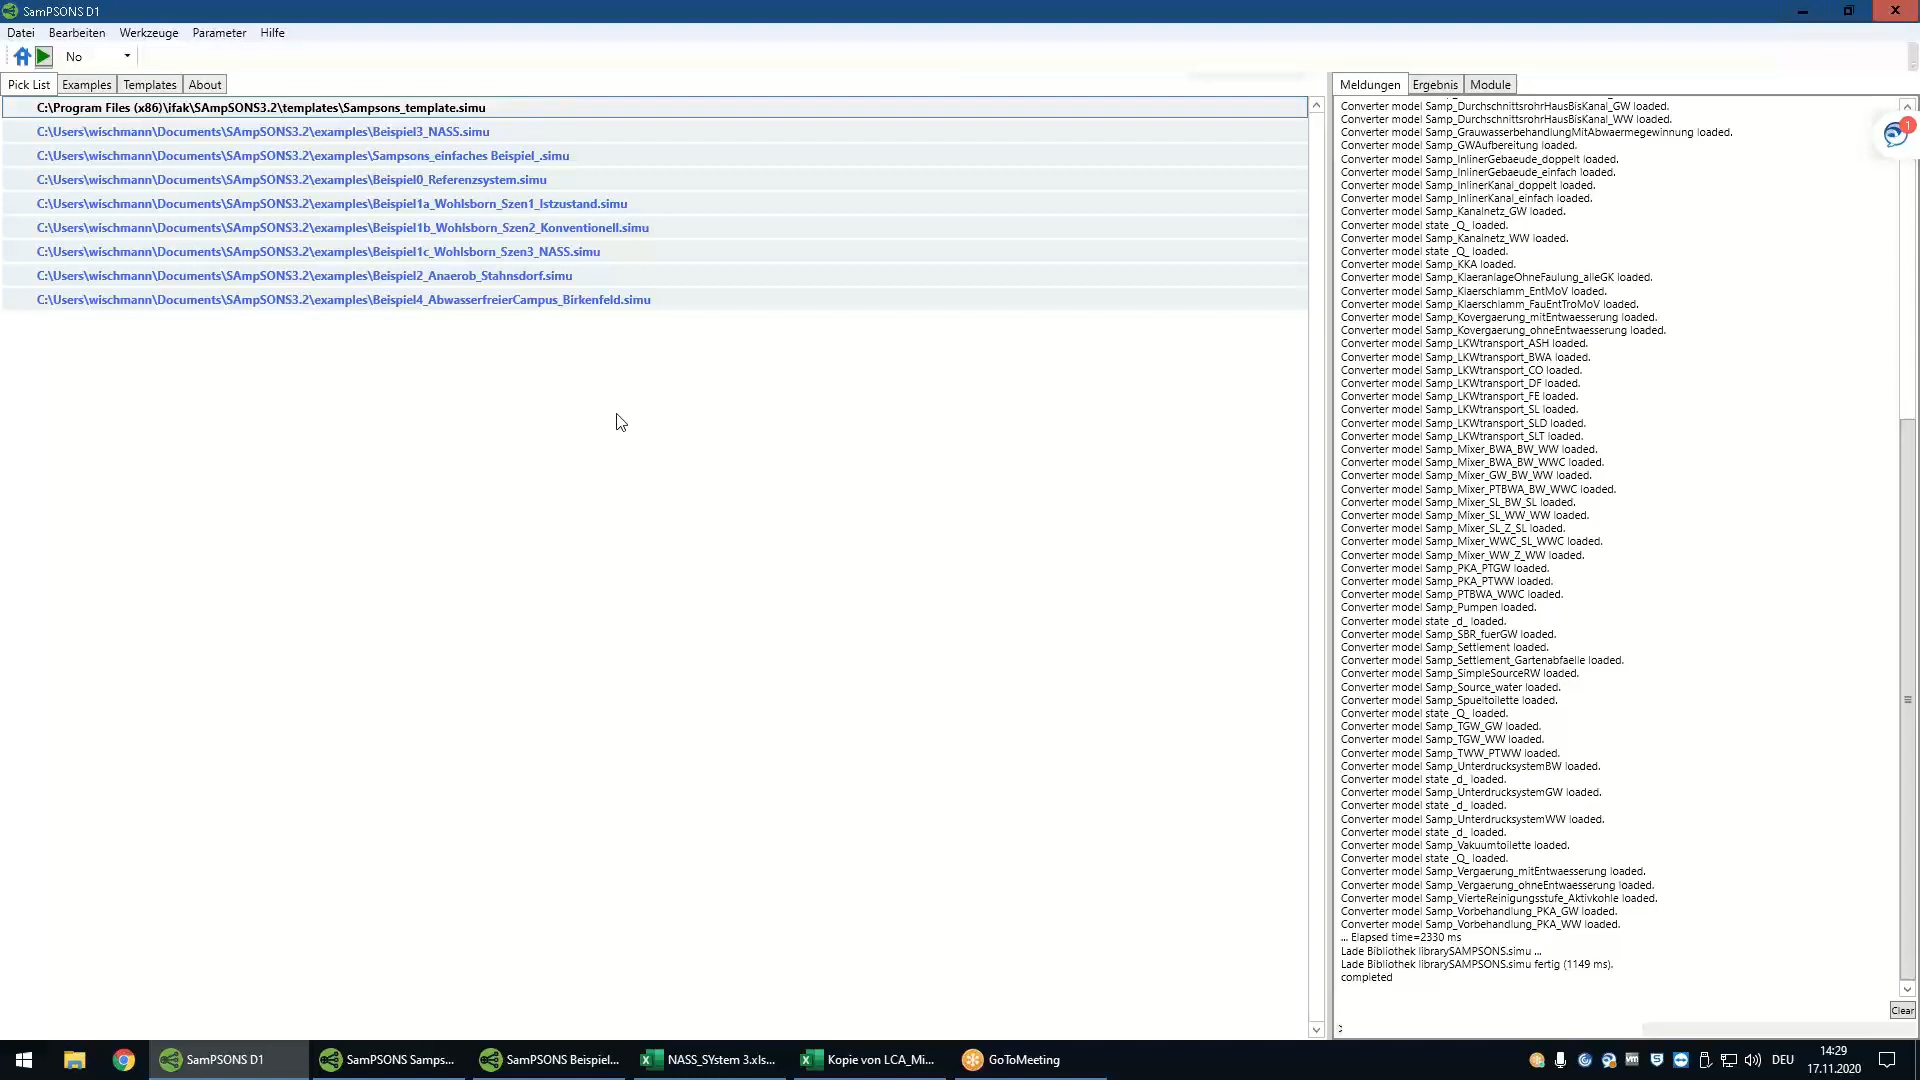 SamPSONS D1
Datei Bearbeiten Werkzeuge Parameter Hilfe
No
Pick List Examples Templates About
C:\Program Files (x86)\ifak\SAmpSONS3.2\templates\Sampsons_template.simu
C:\Users\wischmann\Documents\SAmpSONS3.2\examples\Beispiel3_NASS.simu
C:\Users\wischmann\Documents\SAmpSONS3.2\examples\Sampsons_einfaches Beispiel_.simu
C:\Users\wischmann\Documents\SAmpSONS3.2\examples\Beispiel0_Referenzsystem.simu
C:\Users\wischmann\Documents\SAmpSONS3.2\examples\Beispiel1a_Wohlsborn_Szen1_Istzustand.simu
C:\Users\wischmann\Documents\SAmpSONS3.2\examples\Beispiel1b_Wohlsborn_Szen2_Konventionell.simu
C:\Users\wischmann\Documents\SAmpSONS3.2\examples\Beispiel1c_Wohlsborn_Szen3_NASS.simu
C:\Users\wischmann\Documents\SAmpSONS3.2\examples\Beispiel2_Anaerob_Stahnsdorf.simu
C:\Users\wischmann\Documents\SAmpSONS3.2\examples\Beispiel4_AbwasserfreierCampus_Birkenfeld.simu
Meldungen Ergebnis Module
Converter model Samp_DurchschnittsrohrHausBisKanal_GW loaded.
Converter model Samp_DurchschnittsrohrHausBisKanal_WW loaded.
Converter model Samp_GrauwasserbehandlungMitAbwaermegewinnung loaded.
Converter model Samp_GWAufbereitung loaded.
Converter model Samp_InlinerGebaeude_doppelt loaded.
Converter model Samp_InlinerGebaeude_einfach loaded.
Converter model Samp_InlinerKanal_doppelt loaded.
Converter model Samp_InlinerKanal_einfach loaded.
Converter model Samp_Kanalnetz_GW loaded.
Converter model state _Q_ loaded.
Converter model Samp_Kanalnetz_WW loaded.
Converter model state _Q_ loaded.
Converter model Samp_KKA loaded.
Converter model Samp_KlaeranlageOhneFaulung_alleGK loaded.
Converter model Samp_Klaerschlamm_EntMoV loaded.
Converter model Samp_Klaerschlamm_FauEntTroMoV loaded.
Converter model Samp_Kovergaerung_mitEntwaesserung loaded.
Converter model Samp_Kovergaerung_ohneEntwaesserung loaded.
Converter model Samp_LKWtransport_ASH loaded.
Converter model Samp_LKWtransport_BWA loaded.
Converter model Samp_LKWtransport_CO loaded.
Converter model Samp_LKWtransport_DF loaded.
Converter model Samp_LKWtransport_FE loaded.
Converter model Samp_LKWtransport_SL loaded.
Converter model Samp_LKWtransport_SLD loaded.
Converter model Samp_LKWtransport_SLT loaded.
Converter model Samp_Mixer_BWA_BW_WW loaded.
Converter model Samp_Mixer_BWA_BW_WWC loaded.
Converter model Samp_Mixer_GW_BW_WW loaded.
Converter model Samp_Mixer_PTBWA_BW_WWC loaded.
Converter model Samp_Mixer_SL_BW_SL loaded.
Converter model Samp_Mixer_SL_WW_WW loaded.
Converter model Samp_Mixer_SL_Z_SL loaded.
Converter model Samp_Mixer_WWC_SL_WWC loaded.
Converter model Samp_Mixer_WW_Z_WW loaded.
Converter model Samp_PKA_PTGW loaded.
Converter model Samp_PKA_PTWW loaded.
Converter model Samp_PTBWA_WWC loaded.
Converter model Samp_Pumpen loaded.
Converter model state _d_ loaded.
Converter model Samp_SBR_fuerGW loaded.
Converter model Samp_Settlement loaded.
Converter model Samp_Settlement_Gartenabfaelle loaded.
Converter model Samp_SimpleSourceRW loaded.
Converter model Samp_Source_water loaded.
Converter model Samp_Spueltoilette loaded.
Converter model state _Q_ loaded.
Converter model Samp_TGW_GW loaded.
Converter model Samp_TGW_WW loaded.
Converter model Samp_TWW_PTWW loaded.
Converter model Samp_UnterdrucksystemBW loaded.
Converter model state _d_ loaded.
Converter model Samp_UnterdrucksystemGW loaded.
Converter model state _d_ loaded.
Converter model Samp_UnterdrucksystemWW loaded.
Converter model state _d_ loaded.
Converter model Samp_Vakuumtoilette loaded.
Converter model state _Q_ loaded.
Converter model Samp_Vergaerung_mitEntwaesserung loaded.
Converter model Samp_Vergaerung_ohneEntwaesserung loaded.
Converter model Samp_VierteReinigungsstufe_Aktivkohle loaded.
Converter model Samp_Vorbehandlung_PKA_GW loaded.
Converter model Samp_Vorbehandlung_PKA_WW loaded.
... Elapsed time=2330 ms
Lade Bibliothek librarySAMPSONS.simu ...
Lade Bibliothek librarySAMPSONS.simu fertig (1149 ms).
completed
1
Clear
>
SamPSONS D1 SamPSONS Samps... SamPSONS Beispiel... NASS_SYstem 3.xls... Kopie von LCA_Mi... GoToMeeting
DEU
14:29
17.11.2020